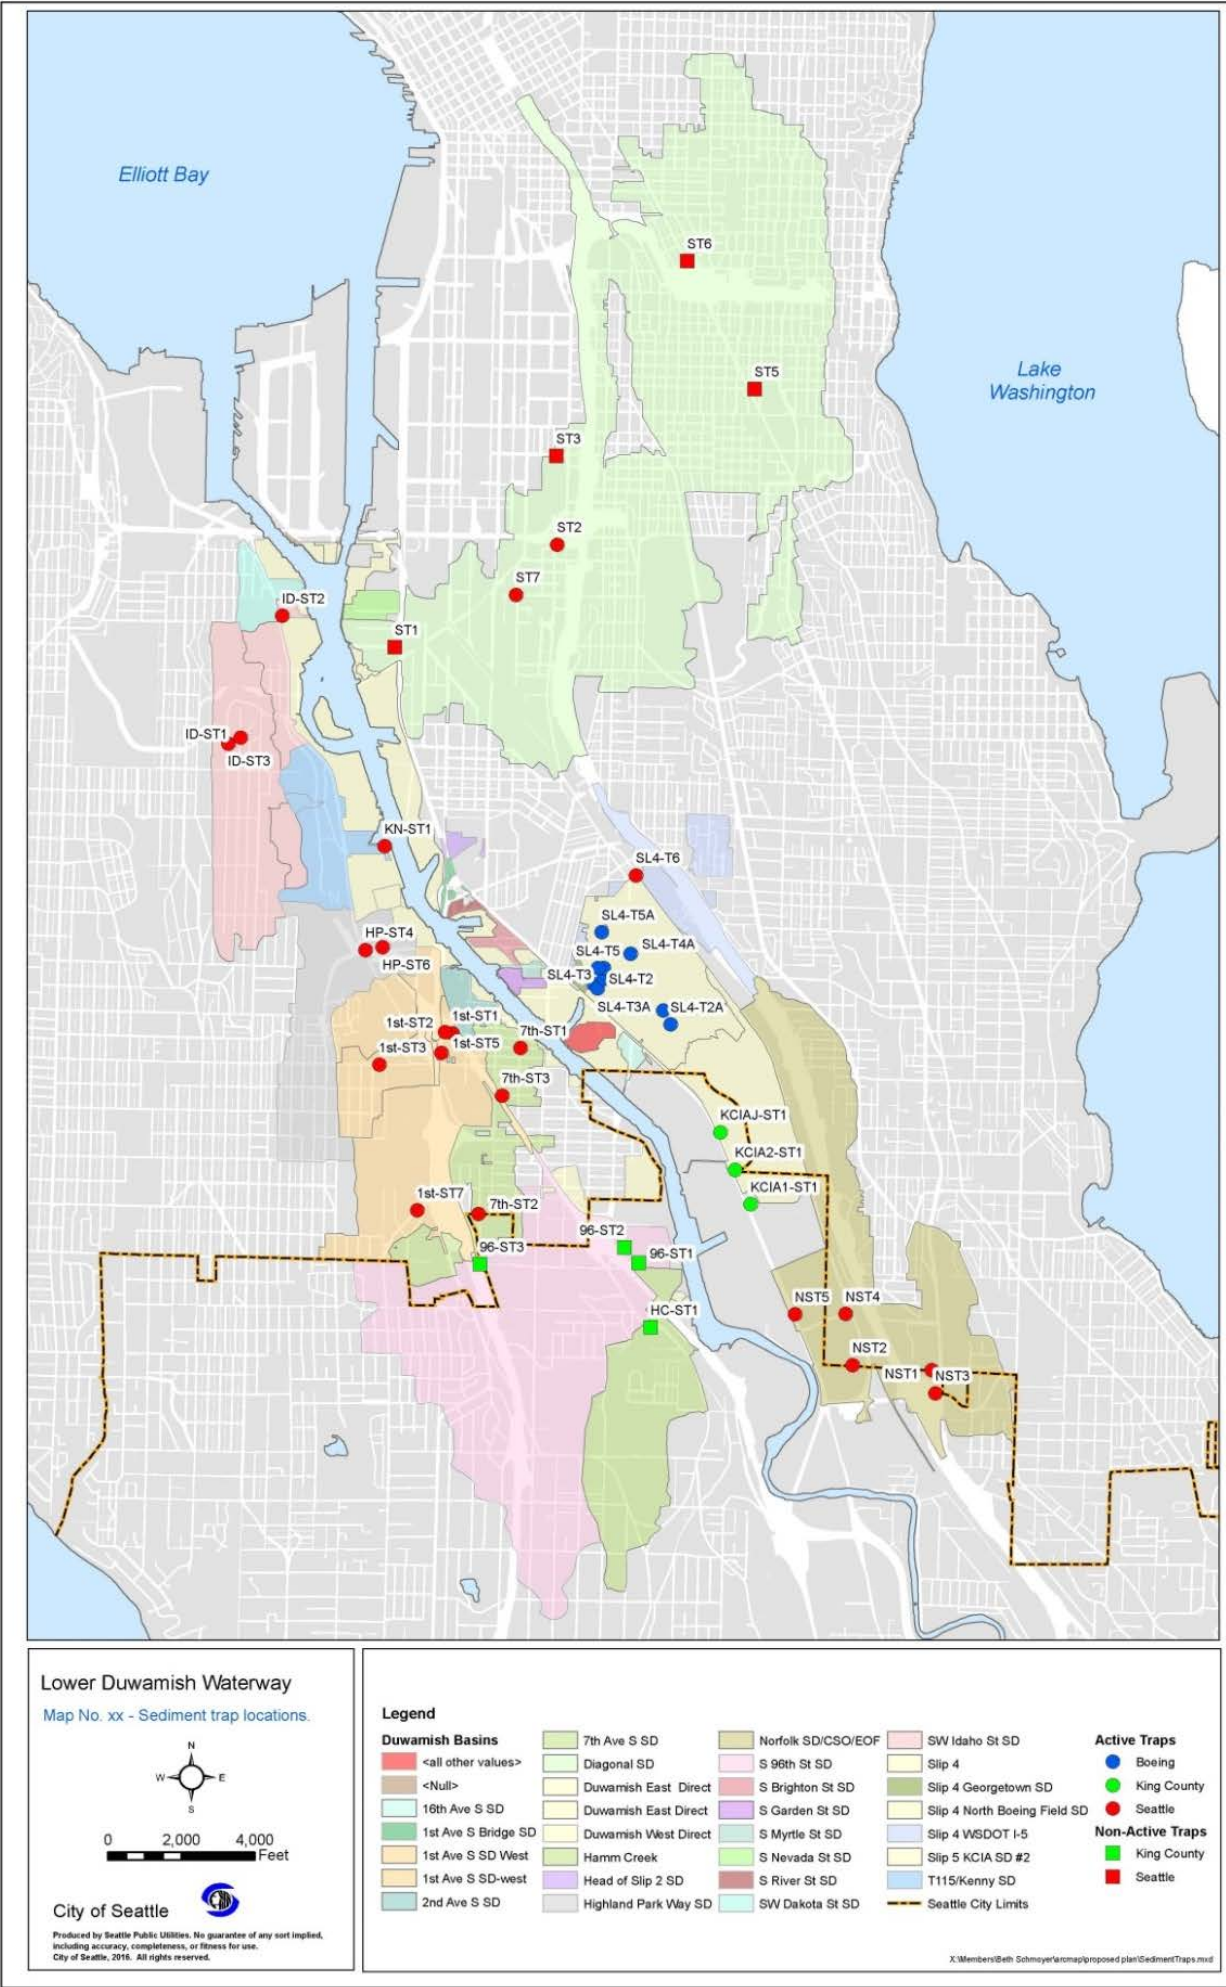 Elliott Bay
ST6
Lake
Washington
ST5
ST3
ST2
ST7
ID-ST2
ST1
ID-ST1
ID-ST3
KN-ST1
SL4-T6
SL4-T5A
HP-ST4
SL4-T5
SL4-T4A
HP-ST6
SL4-T3
SL4-T2
SL4-T3A
SL4-T2A
1st-ST2
1st-ST1
7th-ST1
1st-ST3
1st-ST5
7th-ST3
KCIAJ-ST1
KCIA2-ST1
KCIA1-ST1
1st-ST7
7th-ST2
96-ST2
96-ST3
96-ST1
NST5
NST4
HC-ST1
NST2
NST1
NST3
Lower Duwamish Waterway
Map No. xx - Sediment trap locations.
N
W
E
S
0 2,000 4,000
Feet
City of Seattle
Produced by Seattle Public Utilities. No guarantee of any sort implied,
including accuracy, completeness, or fitness for use.
City of Seattle, 2016. All rights reserved.
Legend
Duwamish Basins
<all other values>
<Null>
16th Ave S SD
1st Ave S Bridge SD
1st Ave S SD West
1st Ave S SD-west
2nd Ave S SD
7th Ave S SD
Diagonal SD
Duwamish East Direct
Duwamish East Direct
Duwamish West Direct
Hamm Creek
Head of Slip 2 SD
Highland Park Way SD
Norfolk SD/CSO/EOF
S 96th St SD
S Brighton St SD
S Garden St SD
S Myrtle St SD
S Nevada St SD
S River St SD
SW Dakota St SD
SW Idaho St SD
Slip 4
Slip 4 Georgetown SD
Slip 4 North Boeing Field SD
Slip 4 WSDOT I-5
Slip 5 KCIA SD #2
T115/Kenny SD
Seattle City Limits
Active Traps
Boeing
King County
Seattle
Non-Active Traps
King County
Seattle
X:\Members\Beth Schmoyer\arcmap\proposed plan\SedimentTraps.mxd